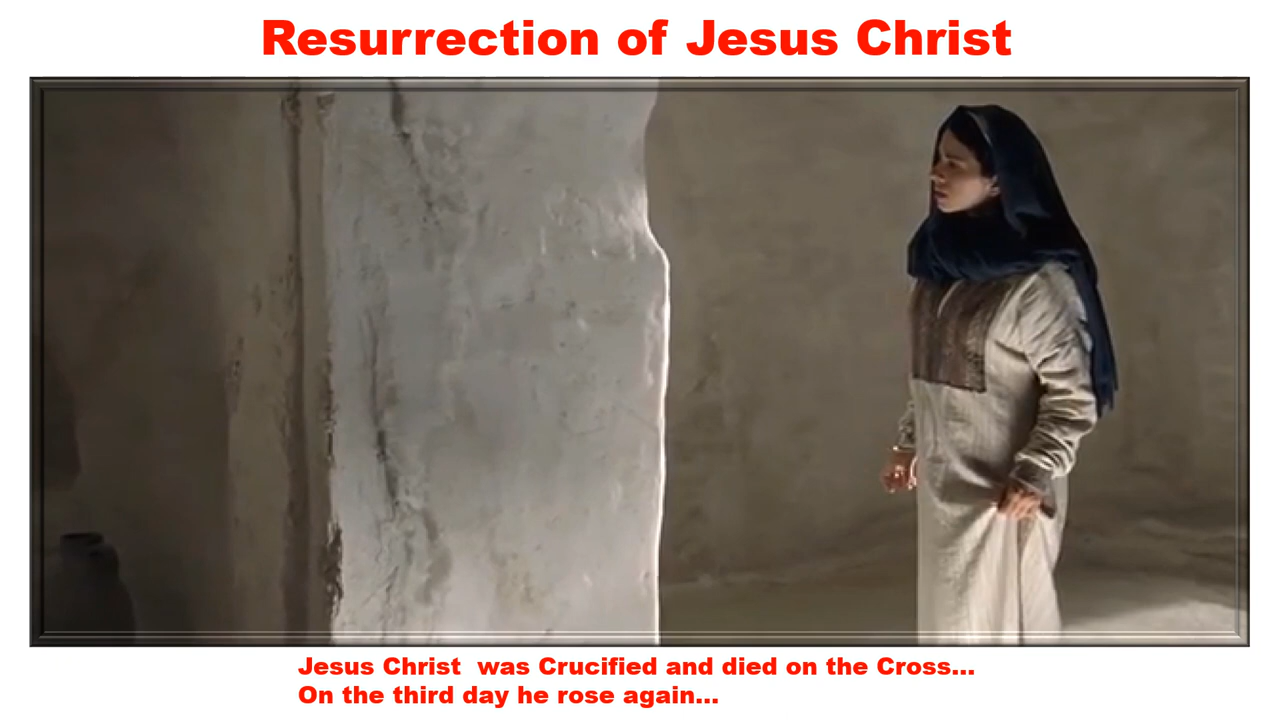 Resurrection of Jesus Christ
Jesus Christ  was Crucified and died on the Cross...
On the third day he rose again...